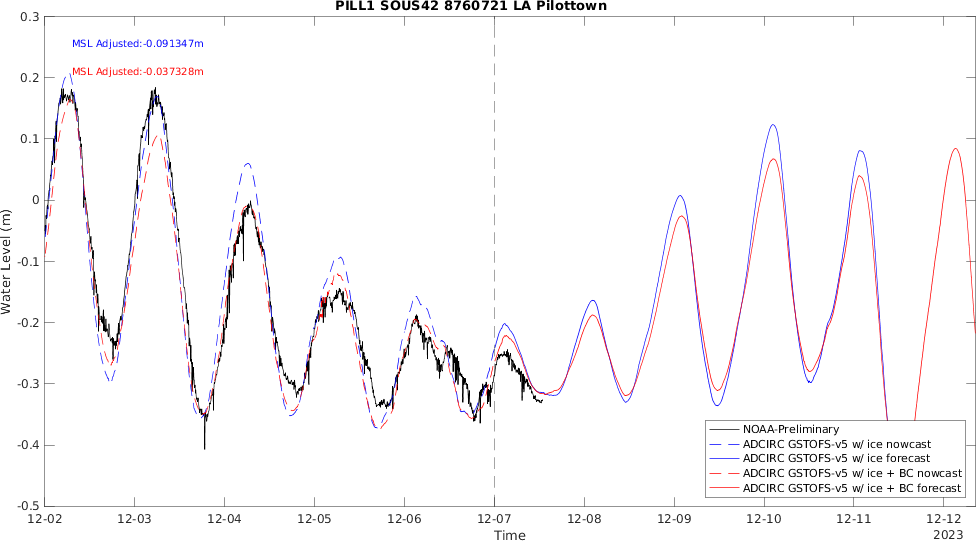 PILL1 SOUS42 8760721 LA Pilottown
0.3
0.2
0.1
0
-0.1
-0.2
-0.3
-0.4
-0.5
Water Level (m)
MSL Adjusted:-0.091347m
MSL Adjusted:-0.037328m
NOAA-Preliminary
ADCIRC GSTOFS-v5 w/ ice nowcast
ADCIRC GSTOFS-v5 w/ ice forecast
ADCIRC GSTOFS-v5 w/ ice + BC nowcast
ADCIRC GSTOFS-v5 w/ ice + BC forecast
12-02 12-03 12-04 12-05 12-06 12-07 12-08 12-09 12-10 12-11 12-12
Time
2023